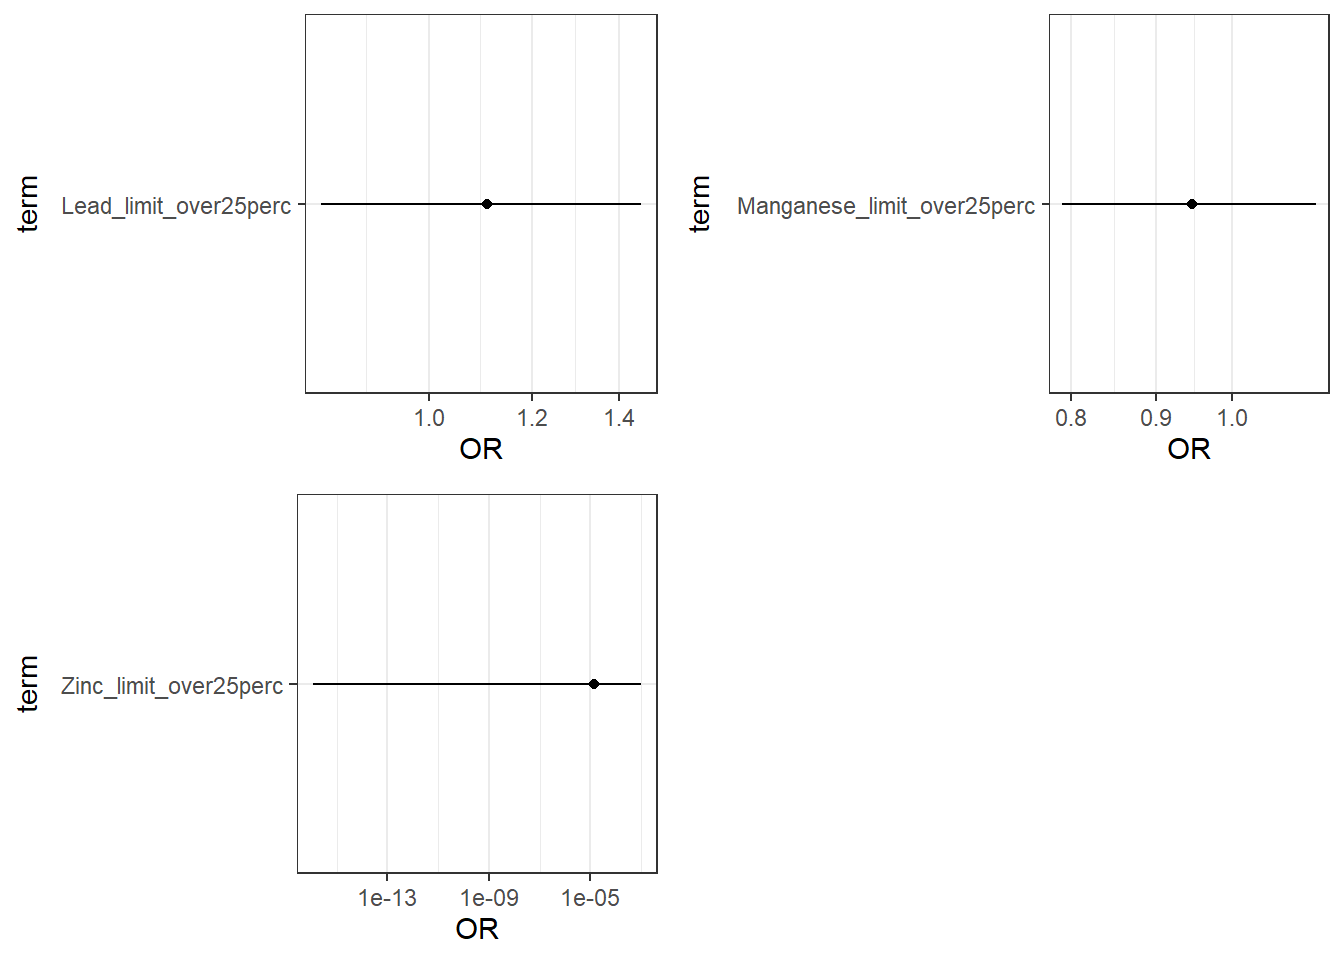 term
Lead_limit_over25perc
1.0 1.2 1.4
OR
term
Manganese_limit_over25perc
0.8 0.9 1.0
OR
term
Zinc_limit_over25perc
1e-13 1e-09 1e-05
OR